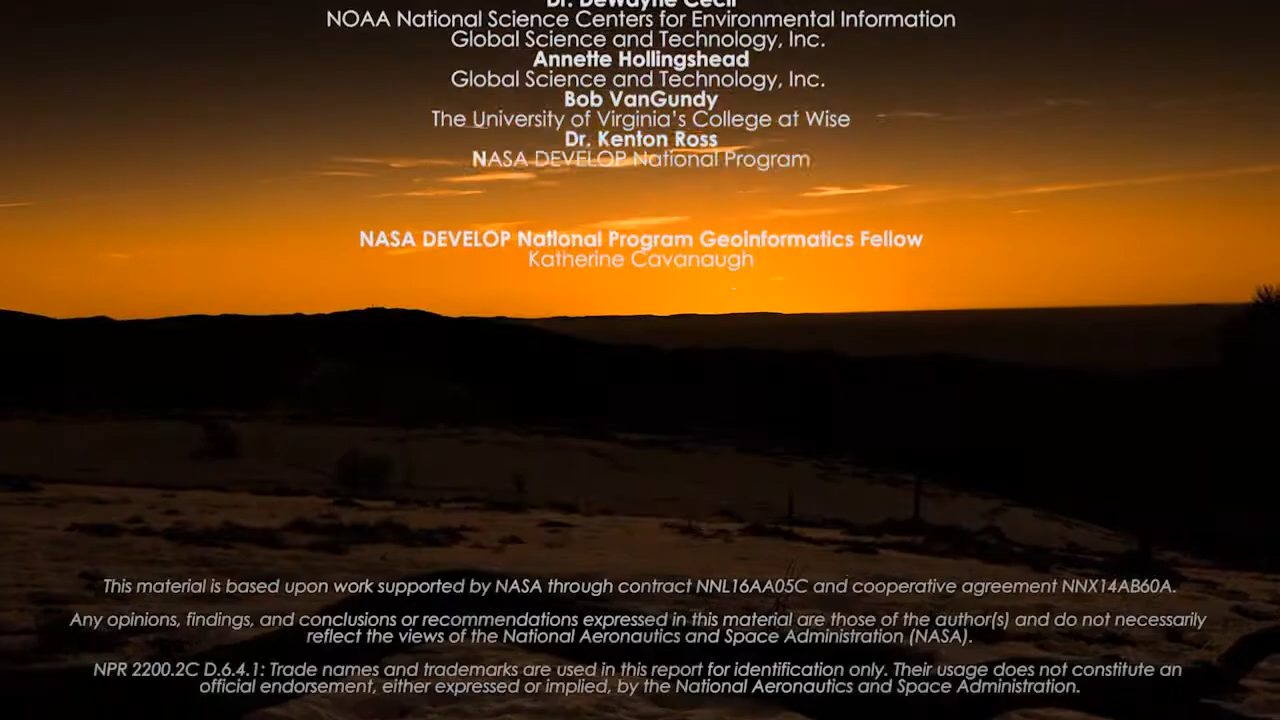 Dr. DeWayne Cecil
NOAA National Science Centers for Environmental Information
Global Science and Technology, Inc.
Annette Hollingshead
Global Science and Technology, Inc.
Bob VanGundy
The University of Virginia's College at Wise
Dr. Kenton Ross
NASA DEVELOP National Program
NASA DEVELOP National Program Geoinformatics Fellow
Katherine Cavanaugh
This material is based upon work supported by NASA through contract NNL16AA05C and cooperative agreement NNX14AB60A.
Any opinions, findings, and conclusions or recommendations expressed in this material are those of the author(s) and do not necessarily
reflect the views of the National Aeronautics and Space Administration (NASA).
NPR 2200.2C D.6.4.1: Trade names and trademarks are used in this report for identification only. Their usage does not constitute an
official endorsement, either expressed or implied, by the National Aeronautics and Space Administration.